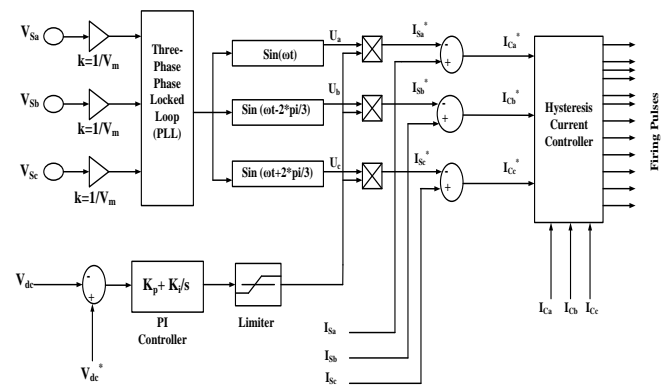 V_Sa
k=1/V_m
V_Sb
k=1/V_m
V_Sc
k=1/V_m
Three-
Phase
Phase
Locked
Loop
(PLL)
Sin(ωt)
Sin (ωt-2*pi/3)
Sin (ωt+2*pi/3)
U_a
U_b
U_c
I_Sa^*
I_Sb^*
I_Sc^*
-
+
-
+
-
+
I_Ca^*
I_Cb^*
I_Cc^*
Hysteresis
Current
Controller
Firing Pulses
I_Ca I_Cb I_Cc
V_dc
-
+
V_dc^*
K_p+ K_i/s
PI
Controller
Limiter
I_Sa
I_Sb
I_Sc